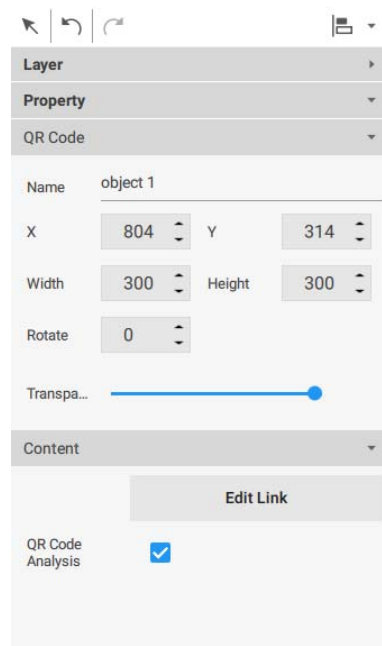 Layer
Property
QR Code
Name object 1
X 804 Y 314
Width 300 Height 300
Rotate 0
Transpa...
Content
Edit Link
QR Code
Analysis